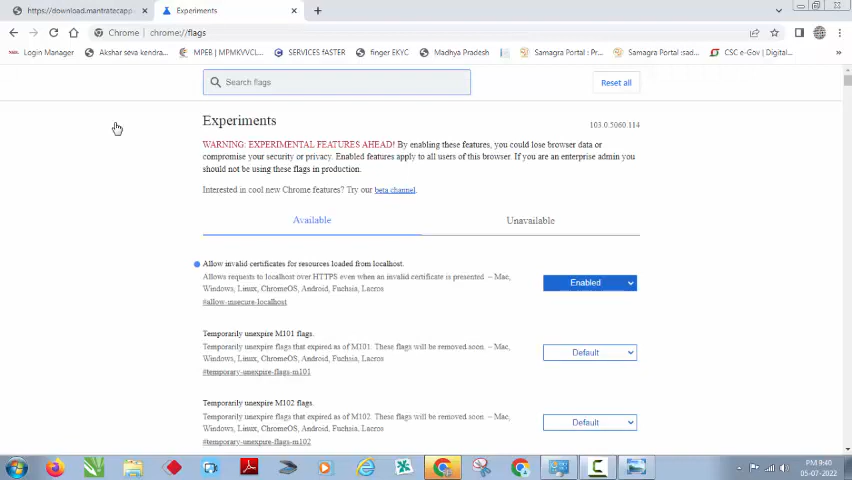 https://download.mantratecapp
Experiments
Chrome
chrome://flags
Login Manager
Akshar seva kendra...
MPEB | MPMKVVCL...
SERVICES fASTER
finger EKYC
Madhya Pradesh
Samagra Portal : Pr...
Samagra Portal :sad...
CSC e-Gov | Digital...
Search flags
Reset all
Experiments
103.0.5060.114
WARNING: EXPERIMENTAL FEATURES AHEAD! By enabling these features, you could lose browser data or
compromise your security or privacy. Enabled features apply to all users of this browser. If you are an enterprise admin you
should not be using these flags in production.
Interested in cool new Chrome features? Try our beta channel.
Available
Unavailable
Allow invalid certificates for resources loaded from localhost.
Allows requests to localhost over HTTPS even when an invalid certificate is presented. – Mac,
Windows, Linux, ChromeOS, Android, Fuchsia, Lacros
#allow-insecure-localhost
Enabled
Temporarily unexpire M101 flags.
Temporarily unexpire flags that expired as of M101. These flags will be removed soon. – Mac,
Windows, Linux, ChromeOS, Android, Fuchsia, Lacros
#temporary-unexpire-flags-m101
Default
Temporarily unexpire M102 flags.
Temporarily unexpire flags that expired as of M102. These flags will be removed soon. – Mac,
Windows, Linux, ChromeOS, Android, Fuchsia, Lacros
#temporary-unexpire-flags-m102
Default
PM 9:40
05-07-2022